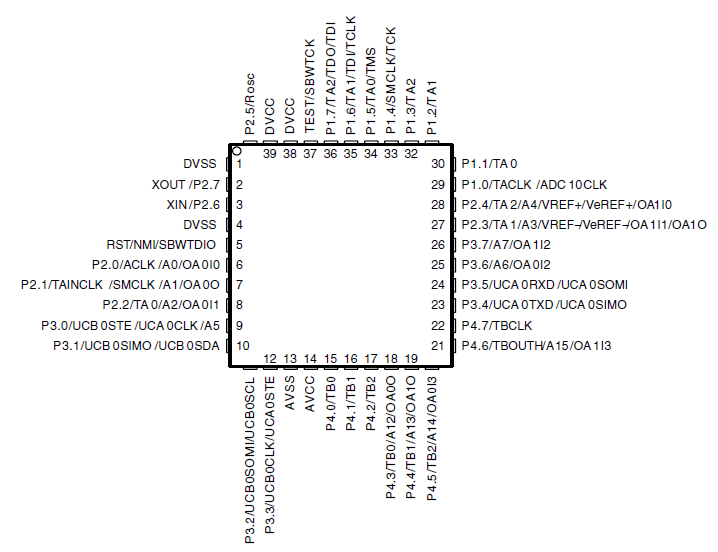 P2.5/Rosc
DVCC
DVCC
TEST/SBWTCK
P1.7/TA2/TDO/TDI
P1.6/TA1/TDI/TCLK
P1.5/TA0/TMS
P1.4/SMCLK/TCK
P1.3/TA2
P1.2/TA1
39 38 37 36 35 34 33 32
DVSS 1
XOUT /P2.7 2
XIN/P2.6 3
DVSS 4
RST/NMI/SBWTDIO 5
P2.0/ACLK /A0/OA0I0 6
P2.1/TAINCLK /SMCLK /A1/OA0O 7
P2.2/TA0/A2/OA0I1 8
P3.0/UCB0STE /UCA0CLK /A5 9
P3.1/UCB0SIMO /UCB0SDA 10
30 P1.1/TA0
29 P1.0/TACLK /ADC10CLK
28 P2.4/TA2/A4/VREF+/VeREF+/OA1I0
27 P2.3/TA1/A3/VREF−/VeREF−/OA1I1/OA1O
26 P3.7/A7/OA1I2
25 P3.6/A6/OA0I2
24 P3.5/UCA0RXD /UCA0SOMI
23 P3.4/UCA0TXD /UCA0SIMO
22 P4.7/TBCLK
21 P4.6/TBOUTH/A15/OA1I3
12 13 14 15 16 17 18 19
P3.2/UCB0SOMI/UCB0SCL
P3.3/UCB0CLK/UCA0STE
AVSS
AVCC
P4.0/TB0
P4.1/TB1
P4.2/TB2
P4.3/TB0/A12/OA0O
P4.4/TB1/A13/OA1O
P4.5/TB2/A14/OA0I3